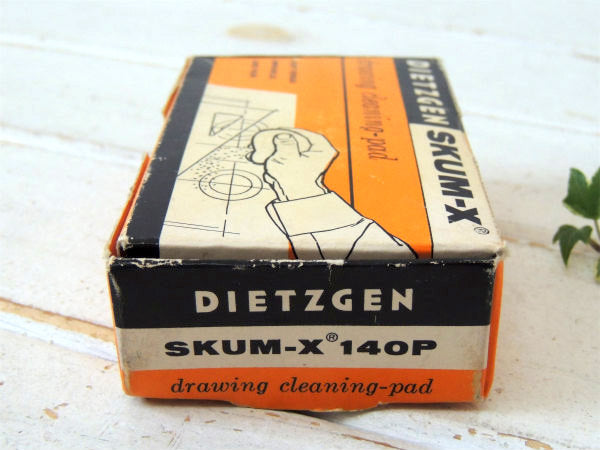 DIETZGEN SKUM-X®
drawing cleaning-pad
DIETZGEN
SKUM-X® 140P
drawing cleaning-pad